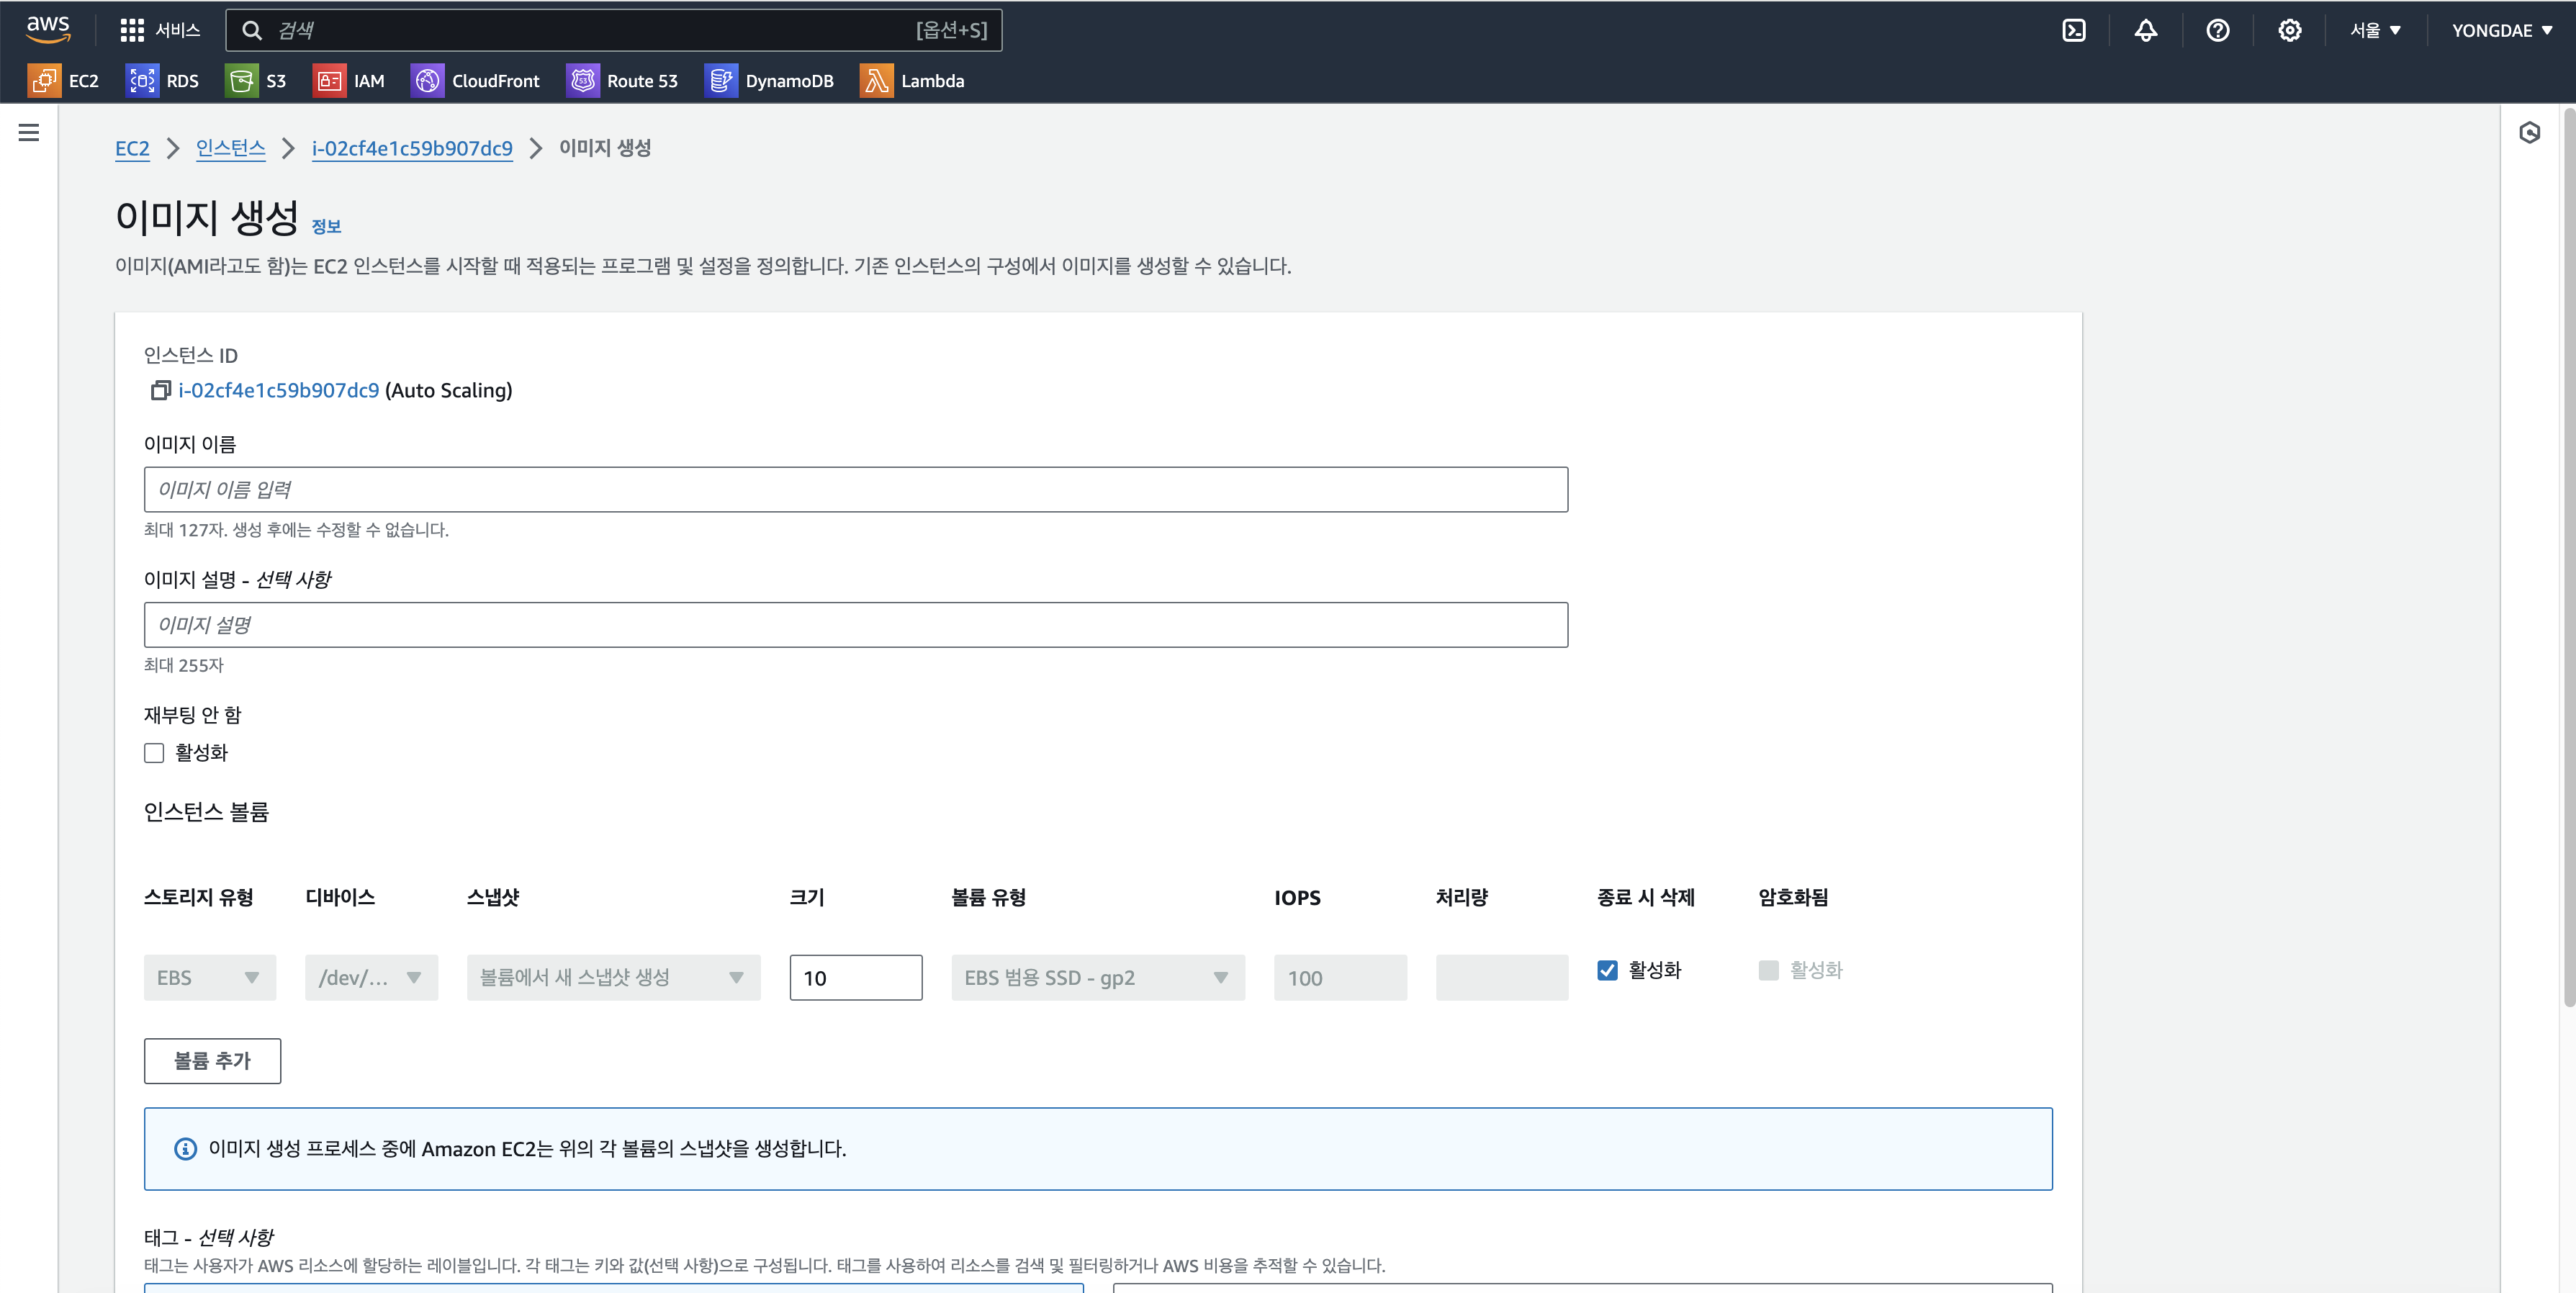 aws 서비스 검색 [옵션+S] 서울 YONGDAE
EC2 RDS S3 IAM CloudFront Route 53 DynamoDB Lambda
EC2 인스턴스 i-02cf4e1c59b907dc9 이미지 생성
이미지 생성 정보
이미지(AMI라고도 함)는 EC2 인스턴스를 시작할 때 적용되는 프로그램 및 설정을 정의합니다. 기존 인스턴스의 구성에서 이미지를 생성할 수 있습니다.
인스턴스 ID
i-02cf4e1c59b907dc9 (Auto Scaling)
이미지 이름
이미지 이름 입력
최대 127자. 생성 후에는 수정할 수 없습니다.
이미지 설명 - 선택 사항
이미지 설명
최대 255자
재부팅 안 함
활성화
인스턴스 볼륨
스토리지 유형 디바이스 스냅샷 크기 볼륨 유형 IOPS 처리량 종료 시 삭제 암호화됨
EBS /dev/... 볼륨에서 새 스냅샷 생성 10 EBS 범용 SSD - gp2 100 활성화 활성화
볼륨 추가
이미지 생성 프로세스 중에 Amazon EC2는 위의 각 볼륨의 스냅샷을 생성합니다.
태그 - 선택 사항
태그는 사용자가 AWS 리소스에 할당하는 레이블입니다. 각 태그는 키와 값(선택 사항)으로 구성됩니다. 태그를 사용하여 리소스를 검색 및 필터링하거나 AWS 비용을 추적할 수 있습니다.